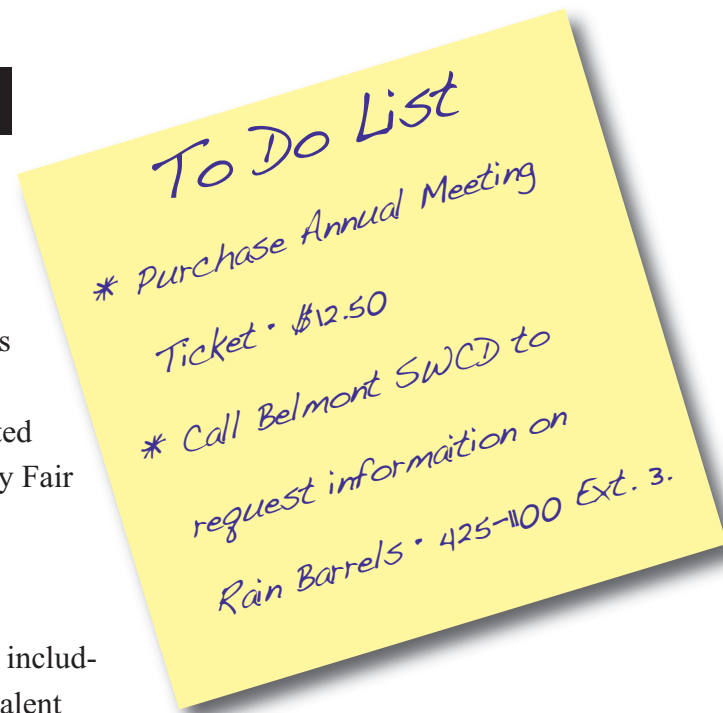 To Do List
* Purchase Annual Meeting
Ticket • $12.50
* Call Belmont SWCD to
request informaition on
Rain Barrels • 425-1100 Ext. 3.
s
ted
y Fair
includ-
alent